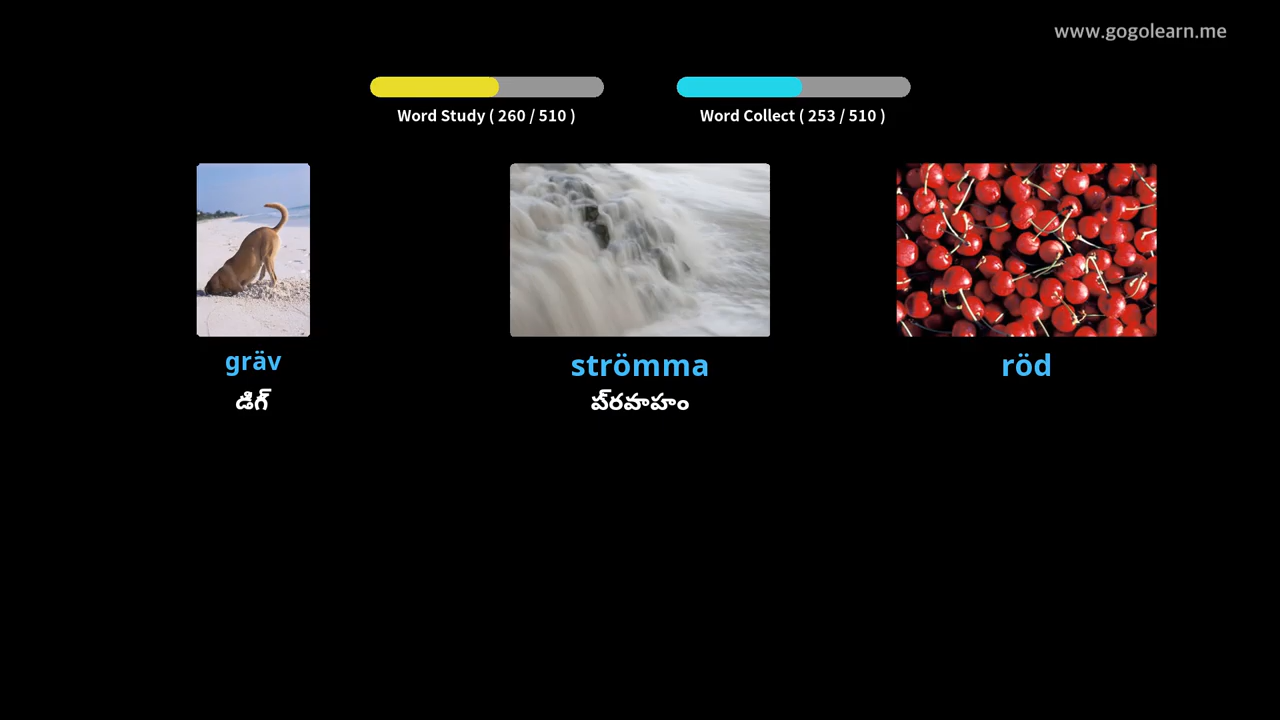 www.gogolearn.me
Word Study ( 260 / 510 )
Word Collect ( 253 / 510 )
gräv
strömma
röd
డిగ్
ప్రవాహం